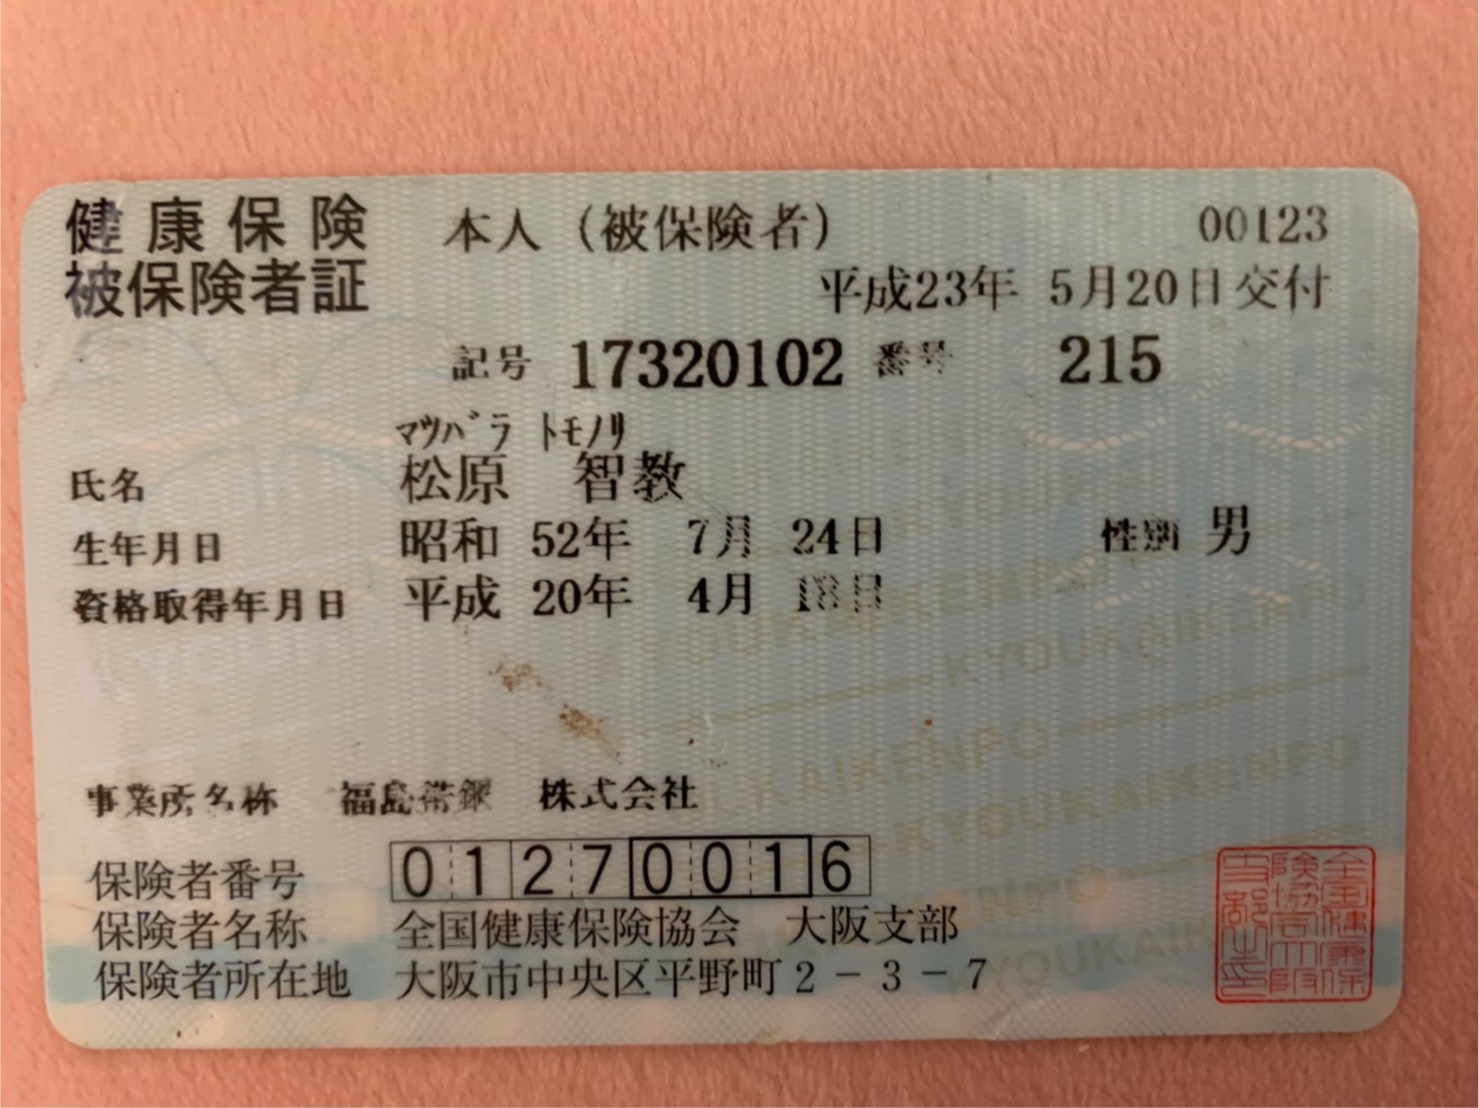 健康保険 本人（被保険者） 00123
被保険者証 平成23年 5月20日交付
記号 17320102 番号 215
ﾏﾂﾊﾞﾗ ﾄﾓﾉﾘ
氏名 松原 智教
生年月日 昭和 52年 7月 24日 性別 男
資格取得年月日 平成 20年 4月 日
事業所名称 福島帯鋼 株式会社
保険者番号 01270016
保険者名称 全国健康保険協会 大阪支部
保険者所在地 大阪市中央区平野町２－３－７
KYOUKAIKENPO
KYOUKAIKENPO